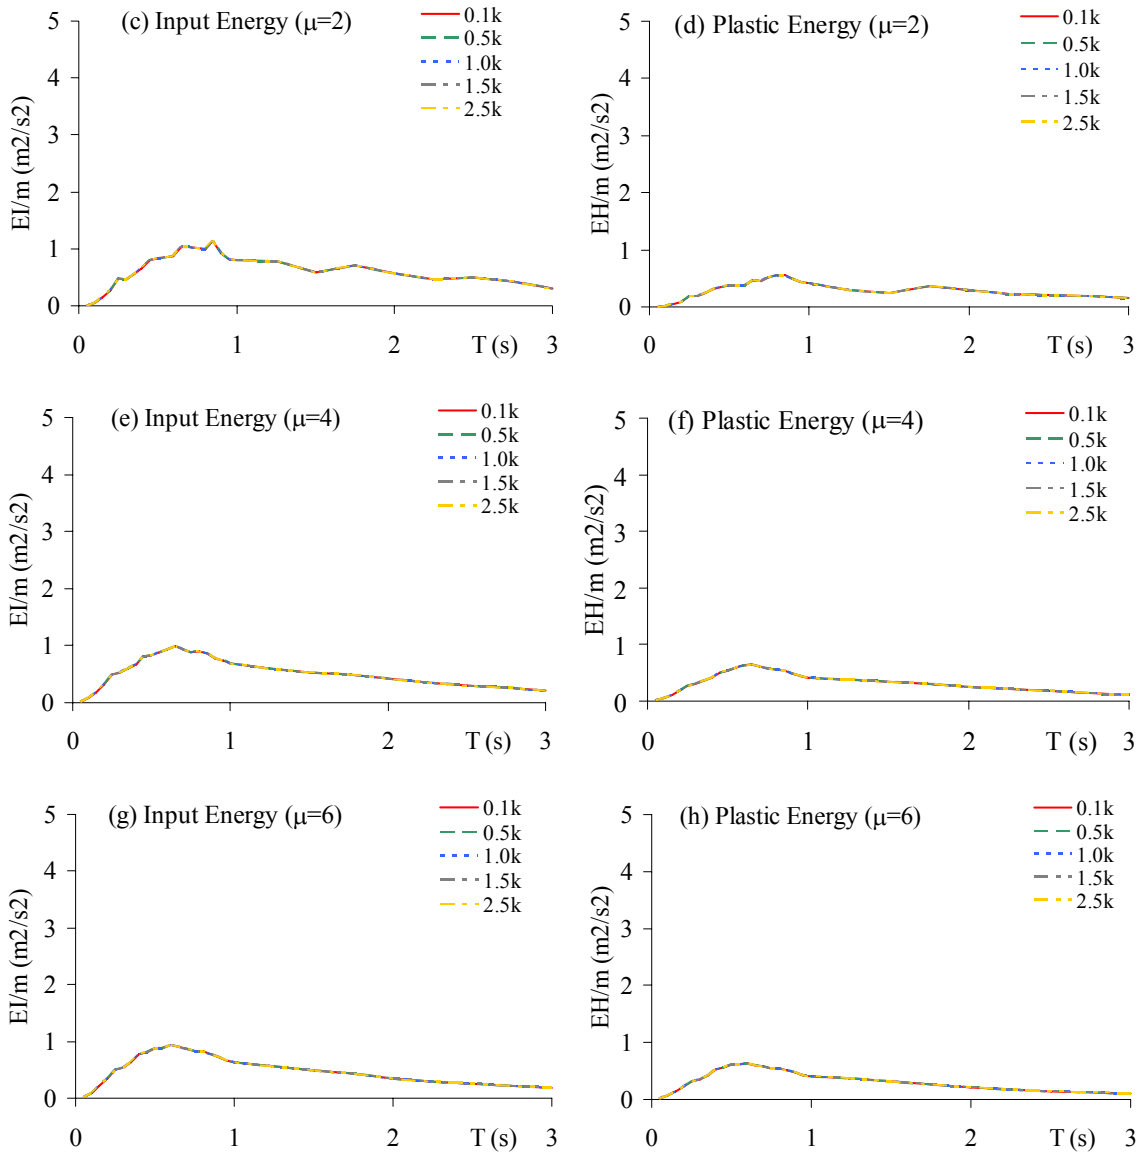 (c) Input Energy (μ=2)
0.1k
0.5k
1.0k
1.5k
2.5k
EI/m (m2/s2)
5
4
3
2
1
0
0 1 2 T (s) 3
(d) Plastic Energy (μ=2)
0.1k
0.5k
1.0k
1.5k
2.5k
EH/m (m2/s2)
5
4
3
2
1
0
0 1 2 T (s) 3
(e) Input Energy (μ=4)
0.1k
0.5k
1.0k
1.5k
2.5k
EI/m (m2/s2)
5
4
3
2
1
0
0 1 2 T (s) 3
(f) Plastic Energy (μ=4)
0.1k
0.5k
1.0k
1.5k
2.5k
EH/m (m2/s2)
5
4
3
2
1
0
0 1 2 T (s) 3
(g) Input Energy (μ=6)
0.1k
0.5k
1.0k
1.5k
2.5k
EI/m (m2/s2)
5
4
3
2
1
0
0 1 2 T (s) 3
(h) Plastic Energy (μ=6)
0.1k
0.5k
1.0k
1.5k
2.5k
EH/m (m2/s2)
5
4
3
2
1
0
0 1 2 T (s) 3